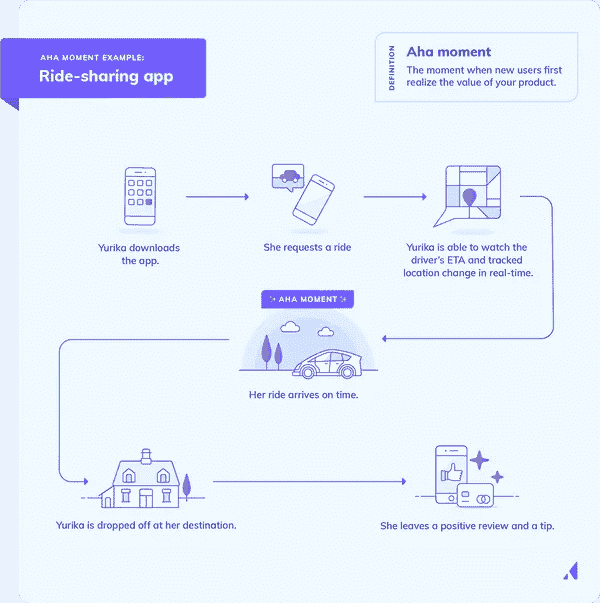 AHA MOMENT EXAMPLE:
Ride-sharing app
DEFINITION
Aha moment
The moment when new users first
realize the value of your product.
Yurika downloads
the app.
She requests a ride
Yurika is able to watch the
driver's ETA and tracked
location change in real-time.
AHA MOMENT
Her ride arrives on time.
Yurika is dropped off at her destination.
She leaves a positive review and a tip.